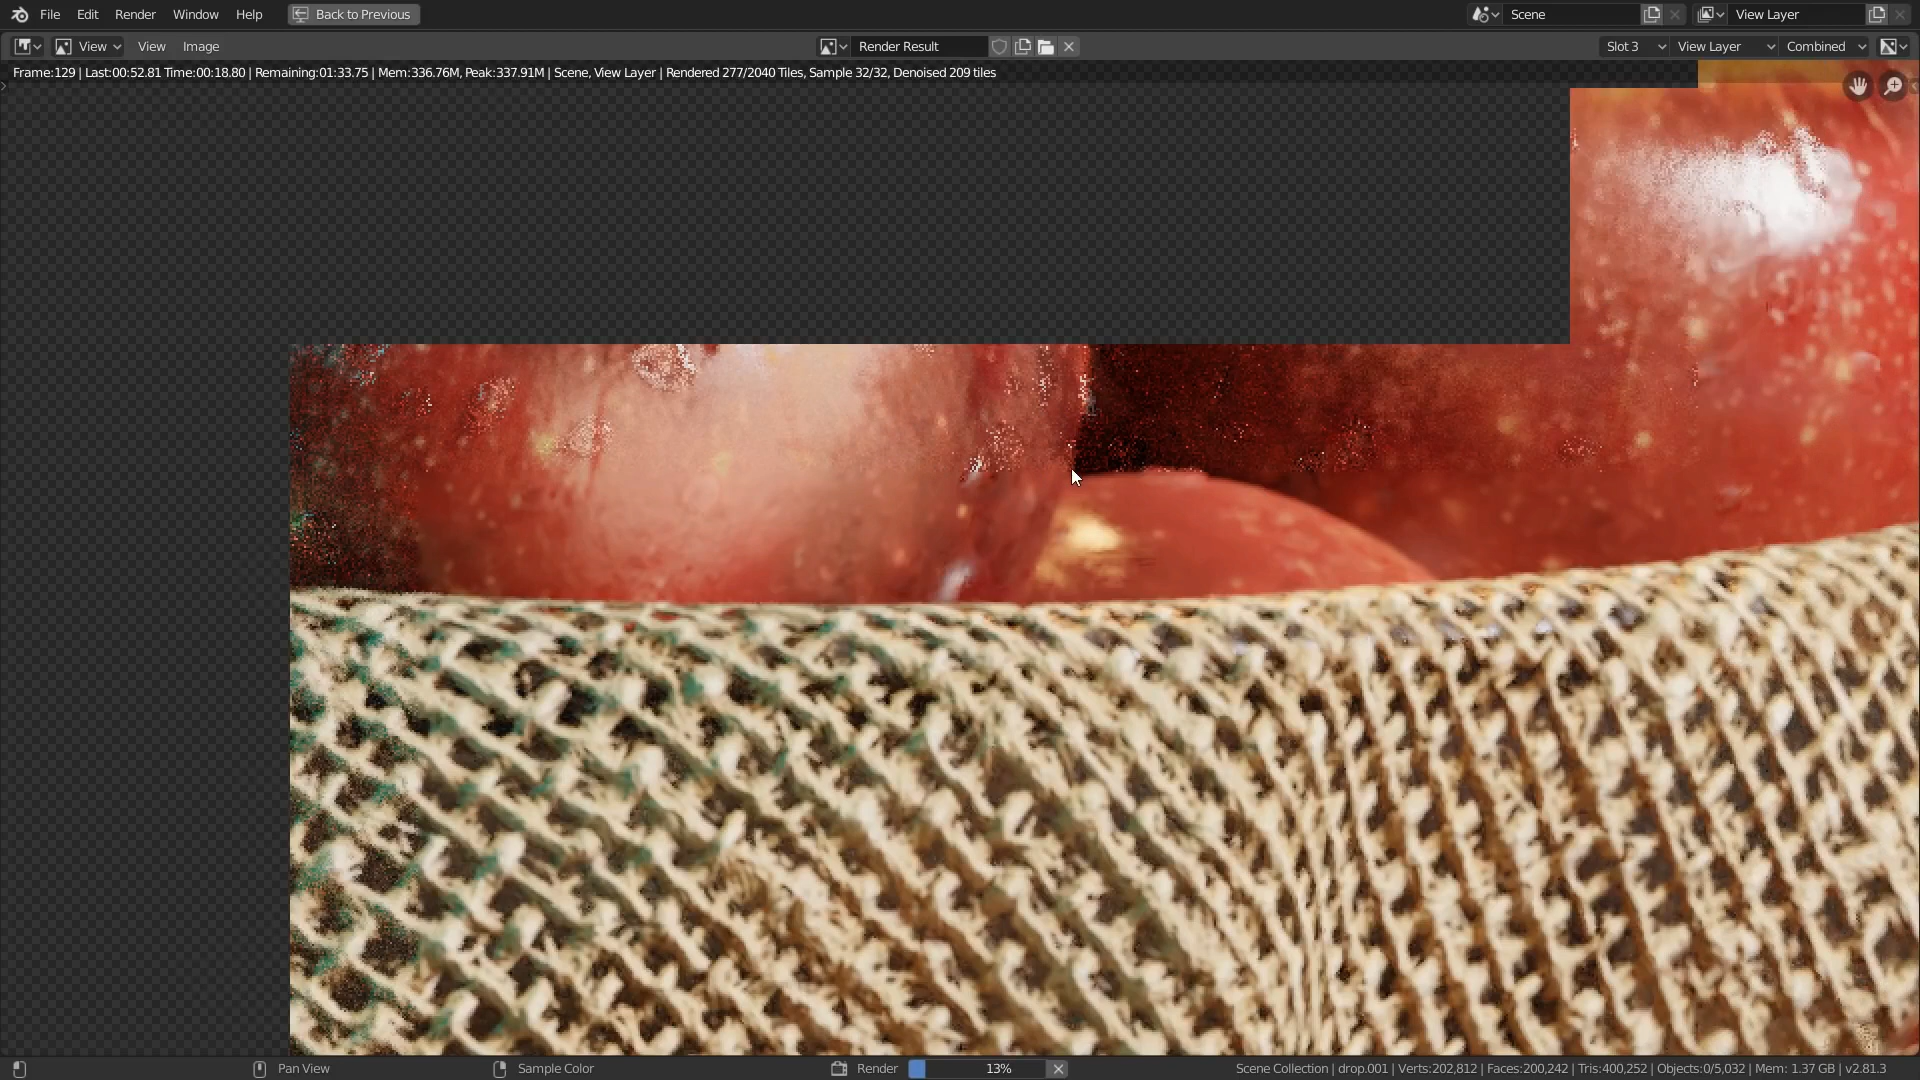 File Edit Render Window Help Back to Previous Scene View Layer
View View Image Render Result Slot 3 View Layer Combined
Frame:129 | Last:00:52.81 Time:00:18.80 | Remaining:01:33.75 | Mem:336.76M, Peak:337.91M | Scene, View Layer | Rendered 277/2040 Tiles, Sample 32/32, Denoised 209 tiles
Pan View Sample Color Render 13% Scene Collection | drop.001 | Verts:202,812 | Faces:200,242 | Tris:400,252 | Objects:0/5,032 | Mem: 1.37 GB | v2.81.3